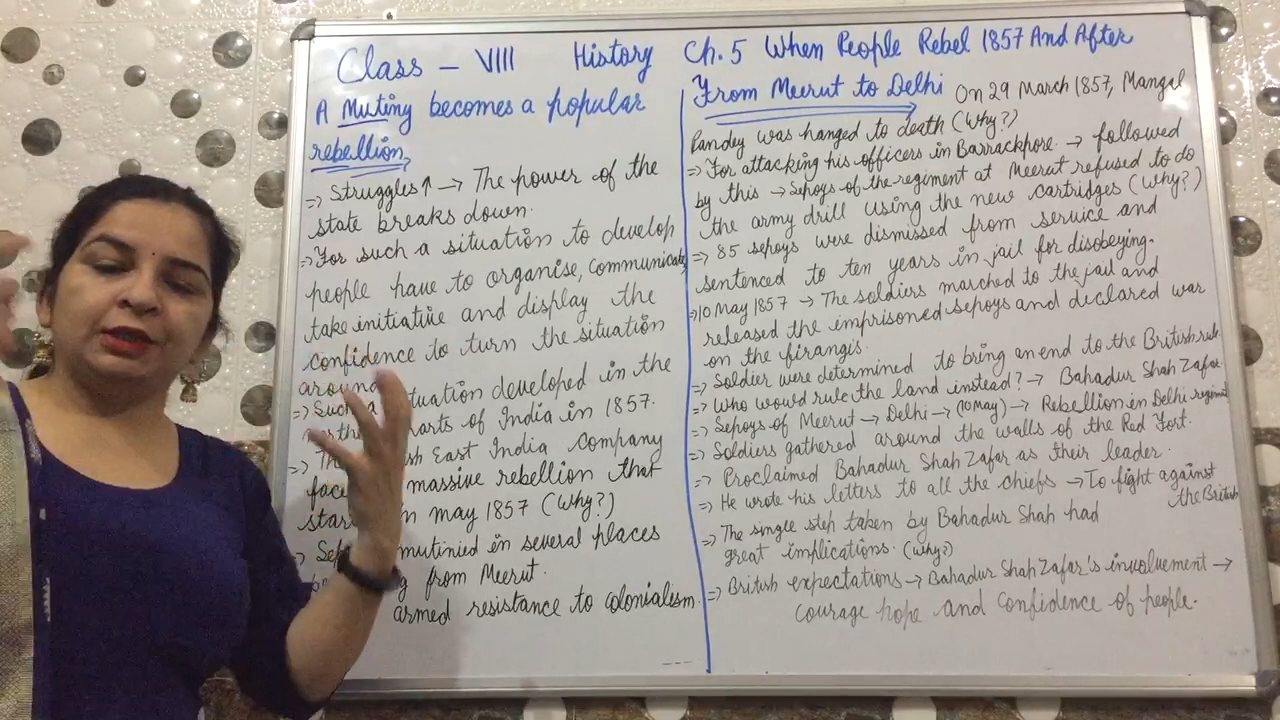 Class – VIII History Ch. 5 When People Rebel 1857 And After
A Mutiny becomes a popular
rebellion
=> Struggles↑ → The power of the
state breaks down.
=> For such a situation to develop
people have to organise, communicate,
take initiative and display the
confidence to turn the situation
around
=> Such a situation developed in the
parts of India in 1857.
=> East India company
massive rebellion that
in may 1857 (Why?)
=> mutinied in several places
from Meerut.
armed resistance to colonialism.
From Meerut to Delhi On 29 March 1857, Mangal
Pandey was hanged to death (Why?)
=> For attacking his officers in Barrackpore. → followed
by this → Sepoys of the regiment at Meerut refused to do
the army drill using the new cartridges (Why?)
=> 85 sepoys were dismissed from service and
sentenced to ten years in jail for disobeying.
=> 10 May 1857 → The soldiers marched to the jail and
released the imprisoned sepoys and declared war
on the firangis.
=> Soldier were determined to bring an end to the British rule.
=> Who would rule the land instead? → Bahadur Shah Zafar.
=> Sepoys of Meerut → Delhi → (10 May) → Rebellion in Delhi regiment
=> Soldiers gathered around the walls of the Red Fort.
=> Proclaimed Bahadur Shah Zafar as their leader.
=> He wrote his letters to all the chiefs → To fight against
the British
=> The single step taken by Bahadur Shah had
great implications. (Why?)
=> British expectations → Bahadur Shah Zafar's involvement →
courage hope and confidence of people.